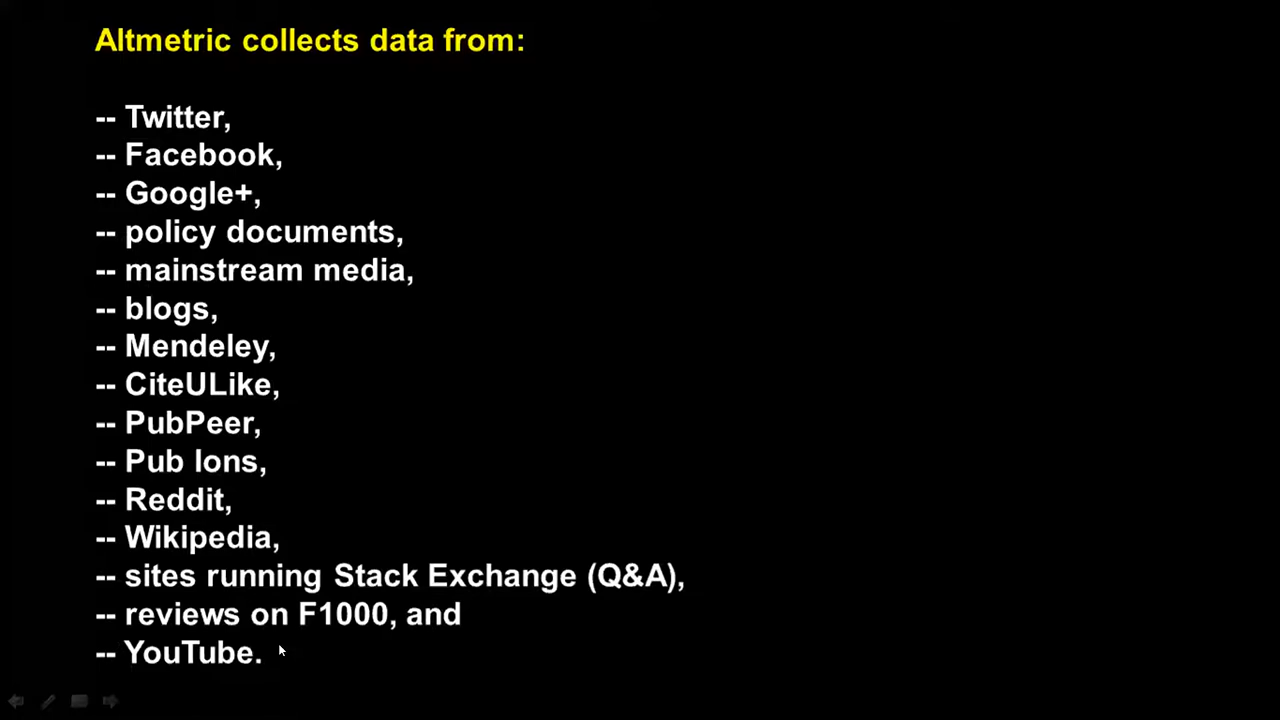 Altmetric collects data from:
-- Twitter,
-- Facebook,
-- Google+,
-- policy documents,
-- mainstream media,
-- blogs,
-- Mendeley,
-- CiteULike,
-- PubPeer,
-- Pub lons,
-- Reddit,
-- Wikipedia,
-- sites running Stack Exchange (Q&A),
-- reviews on F1000, and
-- YouTube.